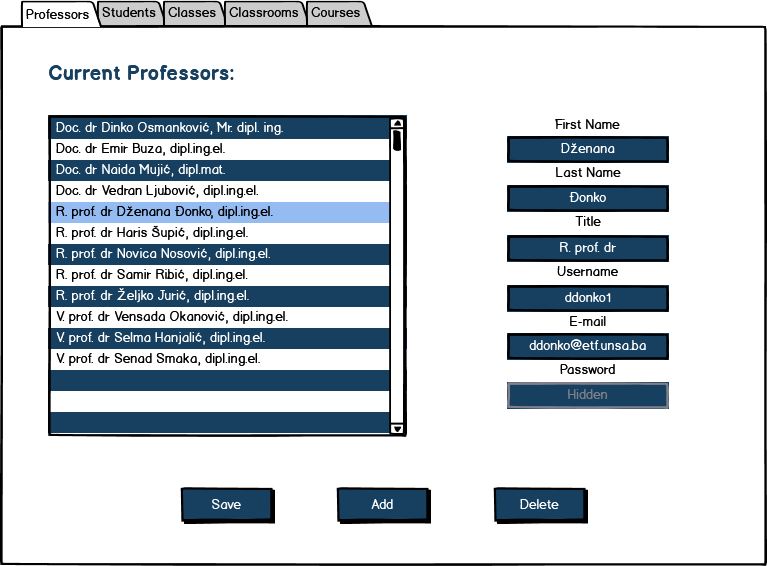 Professors Students Classes Classrooms Courses
Current Professors:
Doc. dr Dinko Osmanković, Mr. dipl. ing.
Doc. dr Emir Buza, dipl.ing.el.
Doc. dr Naida Mujić, dipl.mat.
Doc. dr Vedran Ljubović, dipl.ing.el.
R. prof. dr Dženana Đonko, dipl.ing.el.
R. prof. dr Haris Šupić, dipl.ing.el.
R. prof. dr Novica Nosović, dipl.ing.el.
R. prof. dr Samir Ribić, dipl.ing.el.
R. prof. dr Željko Jurić, dipl.ing.el.
V. prof. dr Vensada Okanović, dipl.ing.el.
V. prof. dr Selma Hanjalić, dipl.ing.el.
V. prof. dr Senad Smaka, dipl.ing.el.
First Name
Dženana
Last Name
Đonko
Title
R. prof. dr
Username
ddonko1
E-mail
ddonko@etf.unsa.ba
Password
Hidden
Save Add Delete